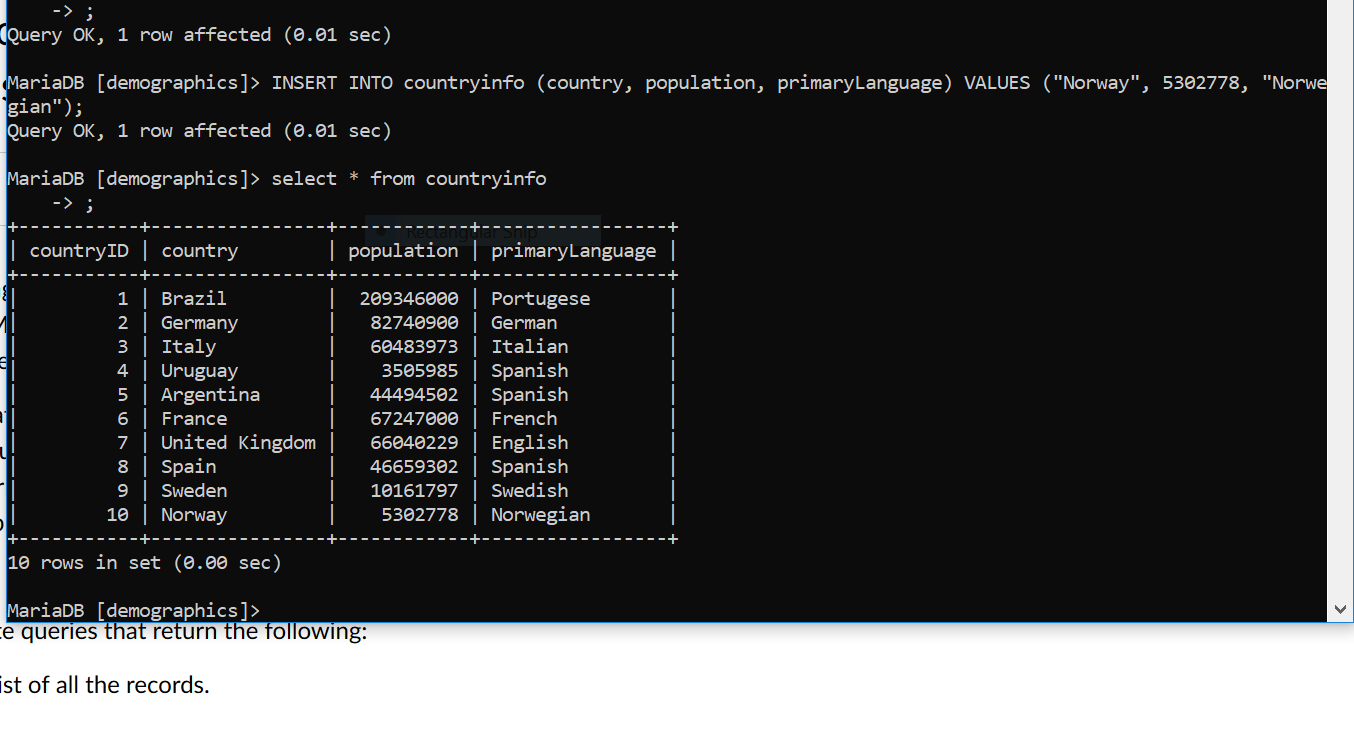 -> ;
Query OK, 1 row affected (0.01 sec)
MariaDB [demographics]> INSERT INTO countryinfo (country, population, primaryLanguage) VALUES ("Norway", 5302778, "Norwe
gian");
Query OK, 1 row affected (0.01 sec)
MariaDB [demographics]> select * from countryinfo
-> ;
+-----------+----------------+------------+-----------------+
| countryID | country        | population | primaryLanguage |
+-----------+----------------+------------+-----------------+
|         1 | Brazil         |  209346000 | Portugese       |
|         2 | Germany        |   82740900 | German          |
|         3 | Italy          |   60483973 | Italian         |
|         4 | Uruguay        |    3505985 | Spanish         |
|         5 | Argentina      |   44494502 | Spanish         |
|         6 | France         |   67247000 | French          |
|         7 | United Kingdom |   66040229 | English         |
|         8 | Spain          |   46659302 | Spanish         |
|         9 | Sweden         |   10161797 | Swedish         |
|        10 | Norway         |    5302778 | Norwegian       |
+-----------+----------------+------------+-----------------+
10 rows in set (0.00 sec)
MariaDB [demographics]>
queries that return the following:
of all the records.